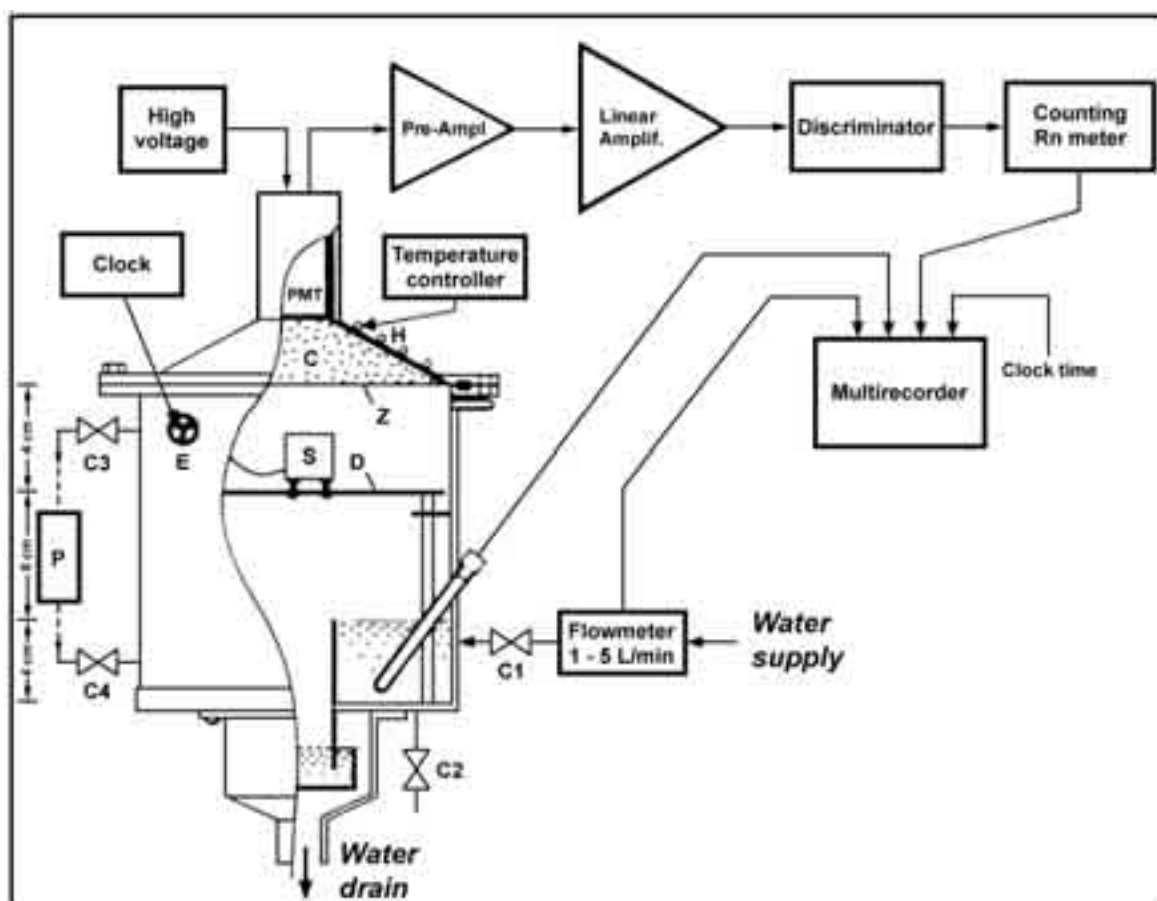 High
voltage
Pre-Ampl
Linear
Amplif.
Discriminator
Counting
Rn meter
Clock
Temperature
controller
PMT
H
C
Z
Multirecorder
Clock time
C3
E
S
D
4 cm
P
8 cm
4 cm
C4
C1
Flowmeter
1 - 5 L/min
Water
supply
C2
Water
drain